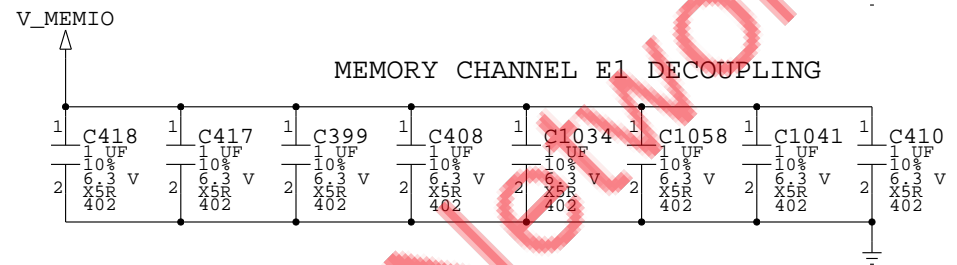 V_MEMIO
MEMORY CHANNEL E1 DECOUPLING
1 C418
1 UF
10%
6.3 V
2 X5R
402
1 C417
1 UF
10%
6.3 V
2 X5R
402
1 C399
1 UF
10%
6.3 V
2 X5R
402
1 C408
1 UF
10%
6.3 V
2 X5R
402
1 C1034
1 UF
10%
6.3 V
2 X5R
402
1 C1058
1 UF
10%
6.3 V
2 X5R
402
1 C1041
1 UF
10%
6.3 V
2 X5R
402
1 C410
1 UF
10%
6.3 V
2 X5R
402
Networ